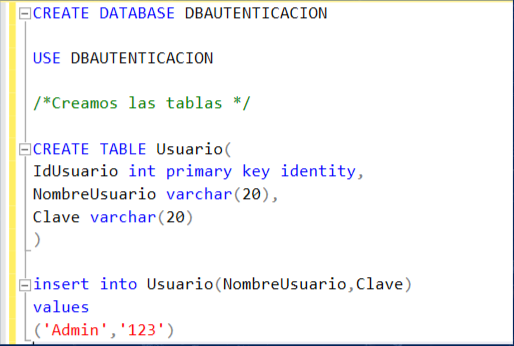 CREATE DATABASE DBAUTENTICACION
USE DBAUTENTICACION
/*Creamos las tablas */
CREATE TABLE Usuario(
IdUsuario int primary key identity,
NombreUsuario varchar(20),
Clave varchar(20)
)
insert into Usuario(NombreUsuario,Clave)
values
('Admin','123')